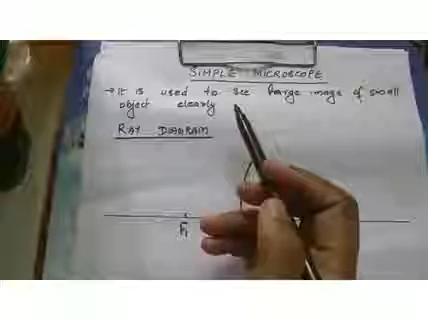 SIMPLE MICROSCOPE
→ It is used to see large image of small
object clearly
RAY DIAGRAM
F₁